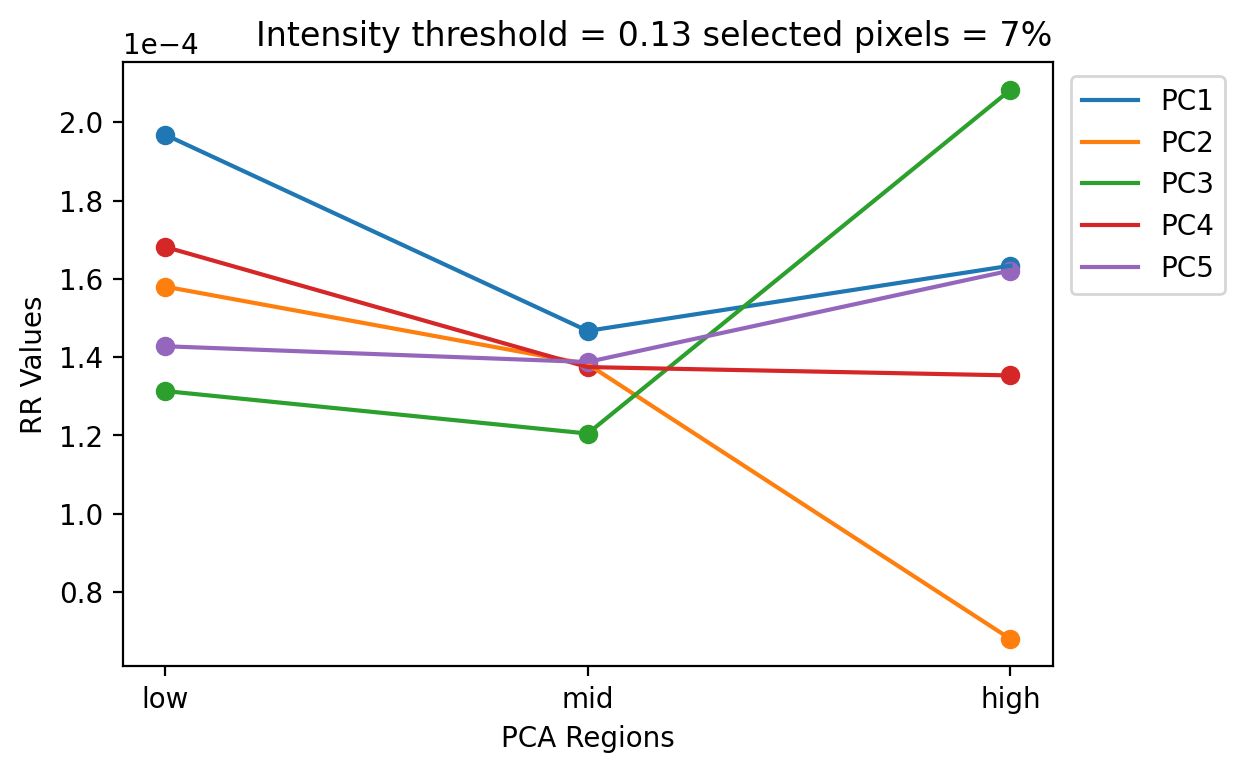 Intensity threshold = 0.13 selected pixels = 7%
1e−4
2.0
1.8
1.6
1.4
1.2
1.0
0.8
RR Values
low mid high
PCA Regions
PC1
PC2
PC3
PC4
PC5